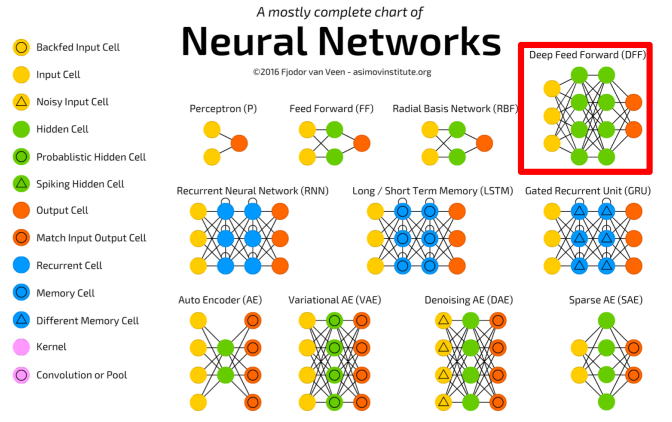 A mostly complete chart of
Neural Networks
©2016 Fjodor van Veen - asimovinstitute.org
Backfed Input Cell
Input Cell
Noisy Input Cell
Hidden Cell
Probablistic Hidden Cell
Spiking Hidden Cell
Output Cell
Match Input Output Cell
Recurrent Cell
Memory Cell
Different Memory Cell
Kernel
Convolution or Pool
Deep Feed Forward (DFF)
Perceptron (P)
Feed Forward (FF)
Radial Basis Network (RBF)
Recurrent Neural Network (RNN)
Long / Short Term Memory (LSTM)
Gated Recurrent Unit (GRU)
Auto Encoder (AE)
Variational AE (VAE)
Denoising AE (DAE)
Sparse AE (SAE)